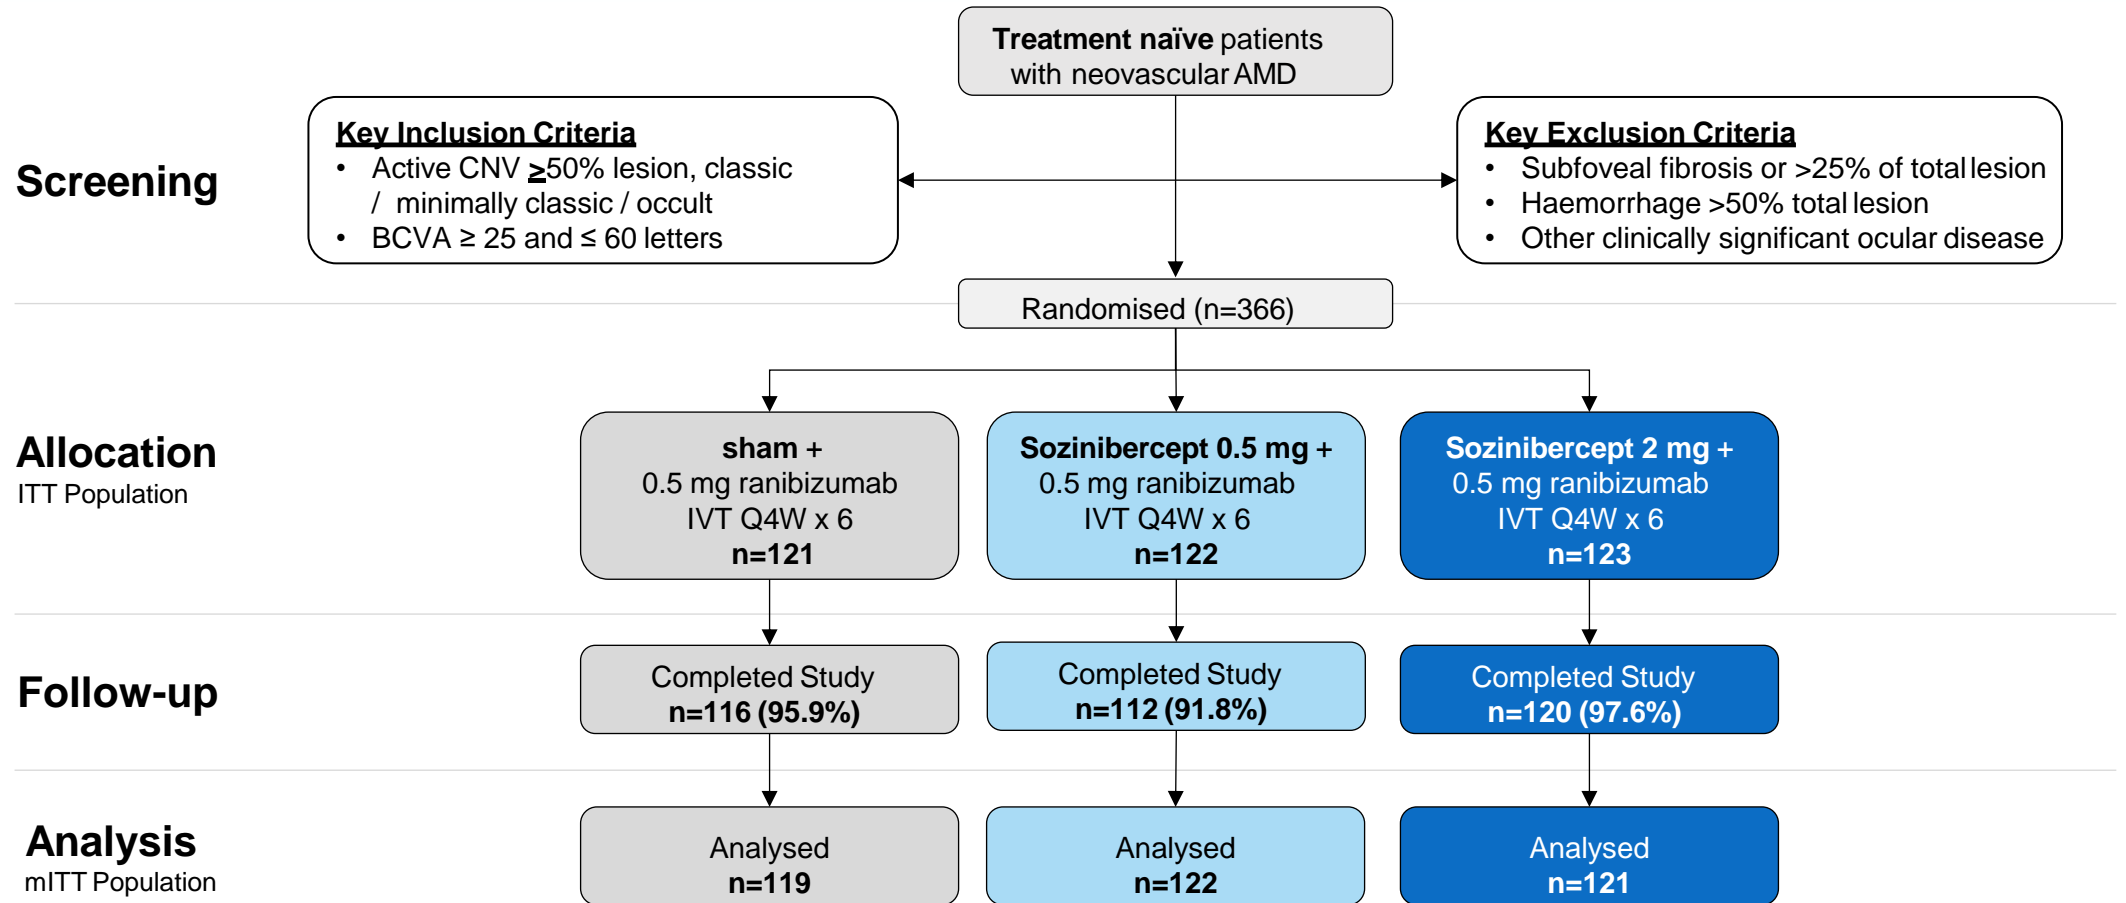 Treatment naïve patients
with neovascular AMD
Screening
Key Inclusion Criteria
• Active CNV ≥50% lesion, classic
/ minimally classic / occult
• BCVA ≥ 25 and ≤ 60 letters
Key Exclusion Criteria
• Subfoveal fibrosis or >25% of total lesion
• Haemorrhage >50% total lesion
• Other clinically significant ocular disease
Randomised (n=366)
Allocation
ITT Population
sham +
0.5 mg ranibizumab
IVT Q4W x 6
n=121
Sozinibercept 0.5 mg +
0.5 mg ranibizumab
IVT Q4W x 6
n=122
Sozinibercept 2 mg +
0.5 mg ranibizumab
IVT Q4W x 6
n=123
Follow-up
Completed Study
n=116 (95.9%)
Completed Study
n=112 (91.8%)
Completed Study
n=120 (97.6%)
Analysis
mITT Population
Analysed
n=119
Analysed
n=122
Analysed
n=121